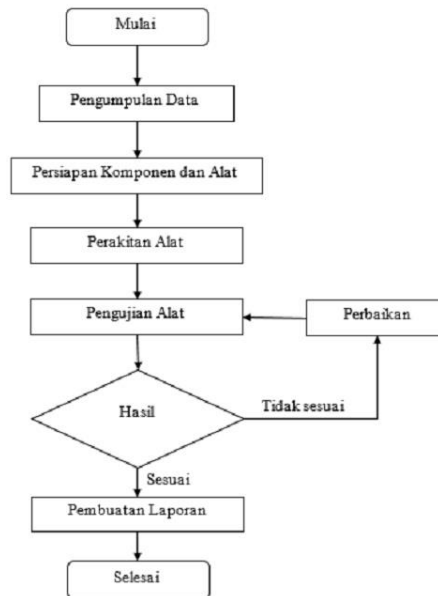 Mulai
Pengumpulan Data
Persiapan Komponen dan Alat
Perakitan Alat
Pengujian Alat
Perbaikan
Hasil
Tidak sesuai
Sesuai
Pembuatan Laporan
Selesai